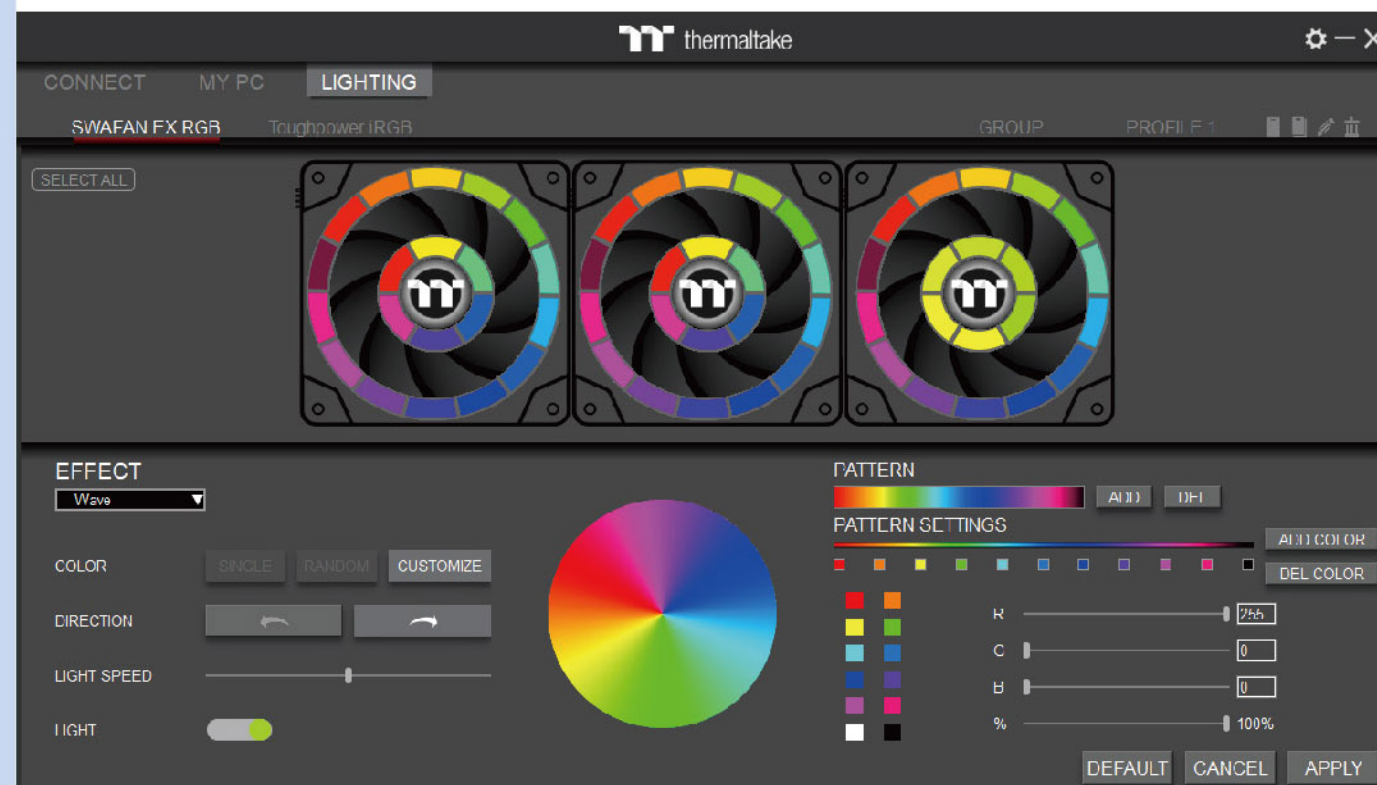 thermaltake
CONNECT MY PC LIGHTING
SWAFAN EX RGB Toughpower iRGB GROUP PROFILE 1
SELECT ALL
EFFECT
Wave
COLOR SINGLE RANDOM CUSTOMIZE
DIRECTION
LIGHT SPEED
LIGHT
PATTERN
ADD DEL
PATTERN SETTINGS
ADD COLOR
DEL COLOR
R 255
G 0
B 0
% 100%
DEFAULT CANCEL APPLY